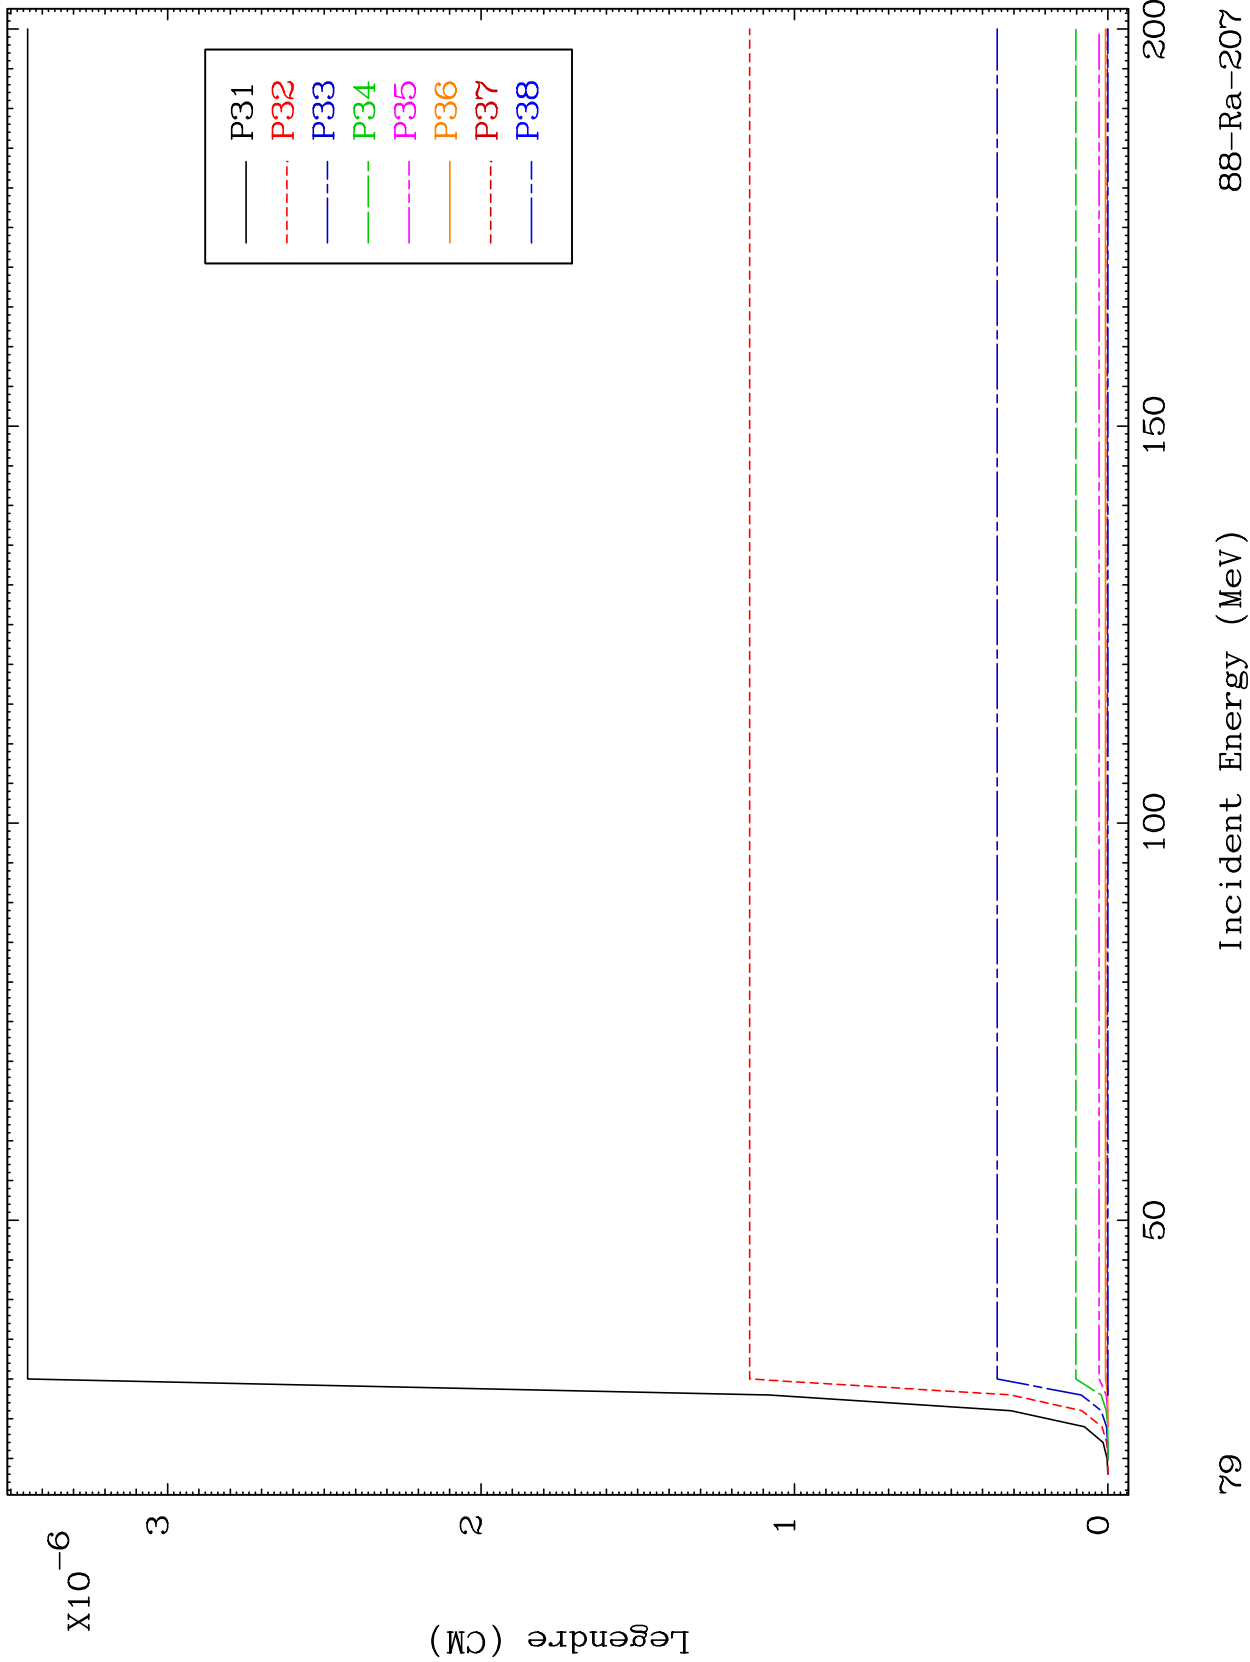 X10-6
3
2
1
0
Legendre (CM)
P31
P32
P33
P34
P35
P36
P37
P38
50
100
150
200
Incident Energy (MeV)
79
88-Ra-207